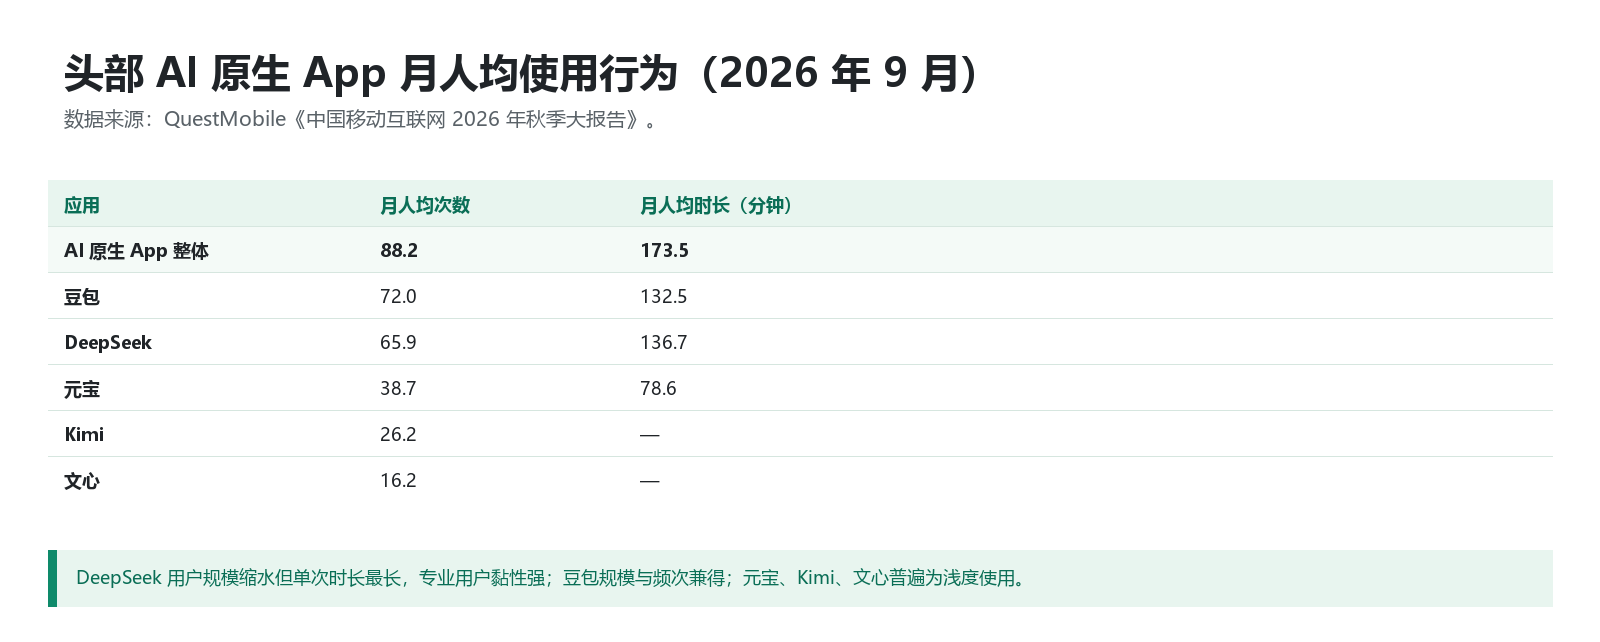 头部 AI 原生 App 月人均使用行为（2026 年 9 月）
数据来源：QuestMobile《中国移动互联网 2026 年秋季大报告》。
应用 月人均次数 月人均时长（分钟）
AI 原生 App 整体 88.2 173.5
豆包 72.0 132.5
DeepSeek 65.9 136.7
元宝 38.7 78.6
Kimi 26.2 —
文心 16.2 —
DeepSeek 用户规模缩水但单次时长最长，专业用户黏性强；豆包规模与频次兼得；元宝、Kimi、文心普遍为浅度使用。